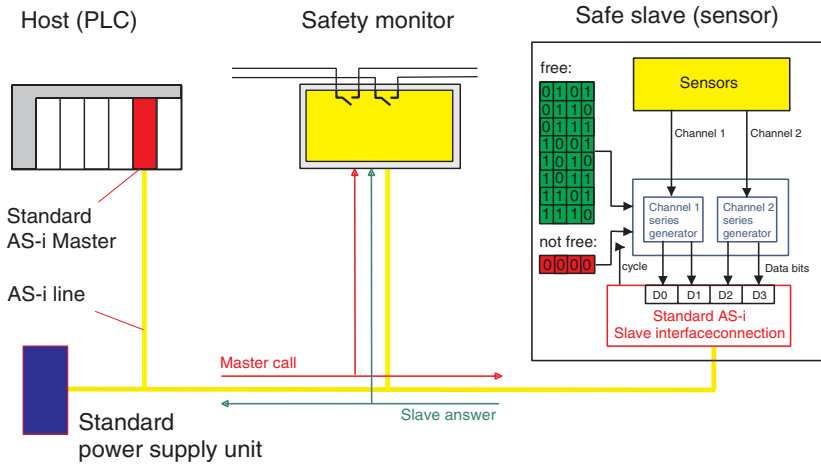 Host (PLC)
Safety monitor
Safe slave (sensor)
free:
0101
0110
0111
1001
1010
1011
1101
1110
Sensors
Channel 1
Channel 2
Channel 1
series
generator
Channel 2
series
generator
not free:
0000
cycle
Data bits
D0 D1 D2 D3
Standard AS-i
Slave interfaceconnection
Standard
AS-i Master
AS-i line
Master call
Slave answer
Standard
power supply unit